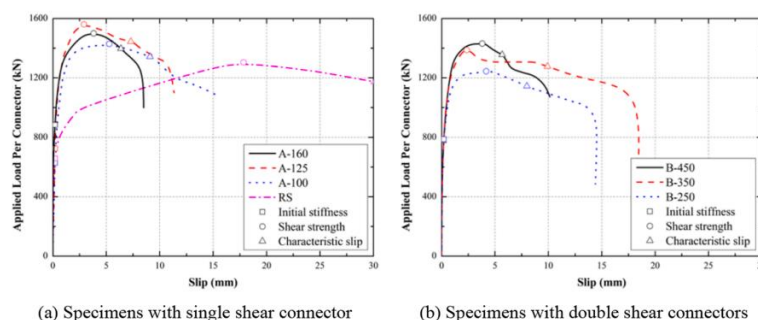 1600
1200
800
400
0
0
5
10
15
20
25
30
Applied Load Per Connector (kN)
Slip (mm)
A-160
A-125
A-100
RS
Initial stiffness
Shear strength
Characteristic slip
(a) Specimens with single shear connector
1600
1200
800
400
0
0
5
10
15
20
25
30
Applied Load Per Connector (kN)
Slip (mm)
B-450
B-350
B-250
Initial stiffness
Shear strength
Characteristic slip
(b) Specimens with double shear connectors